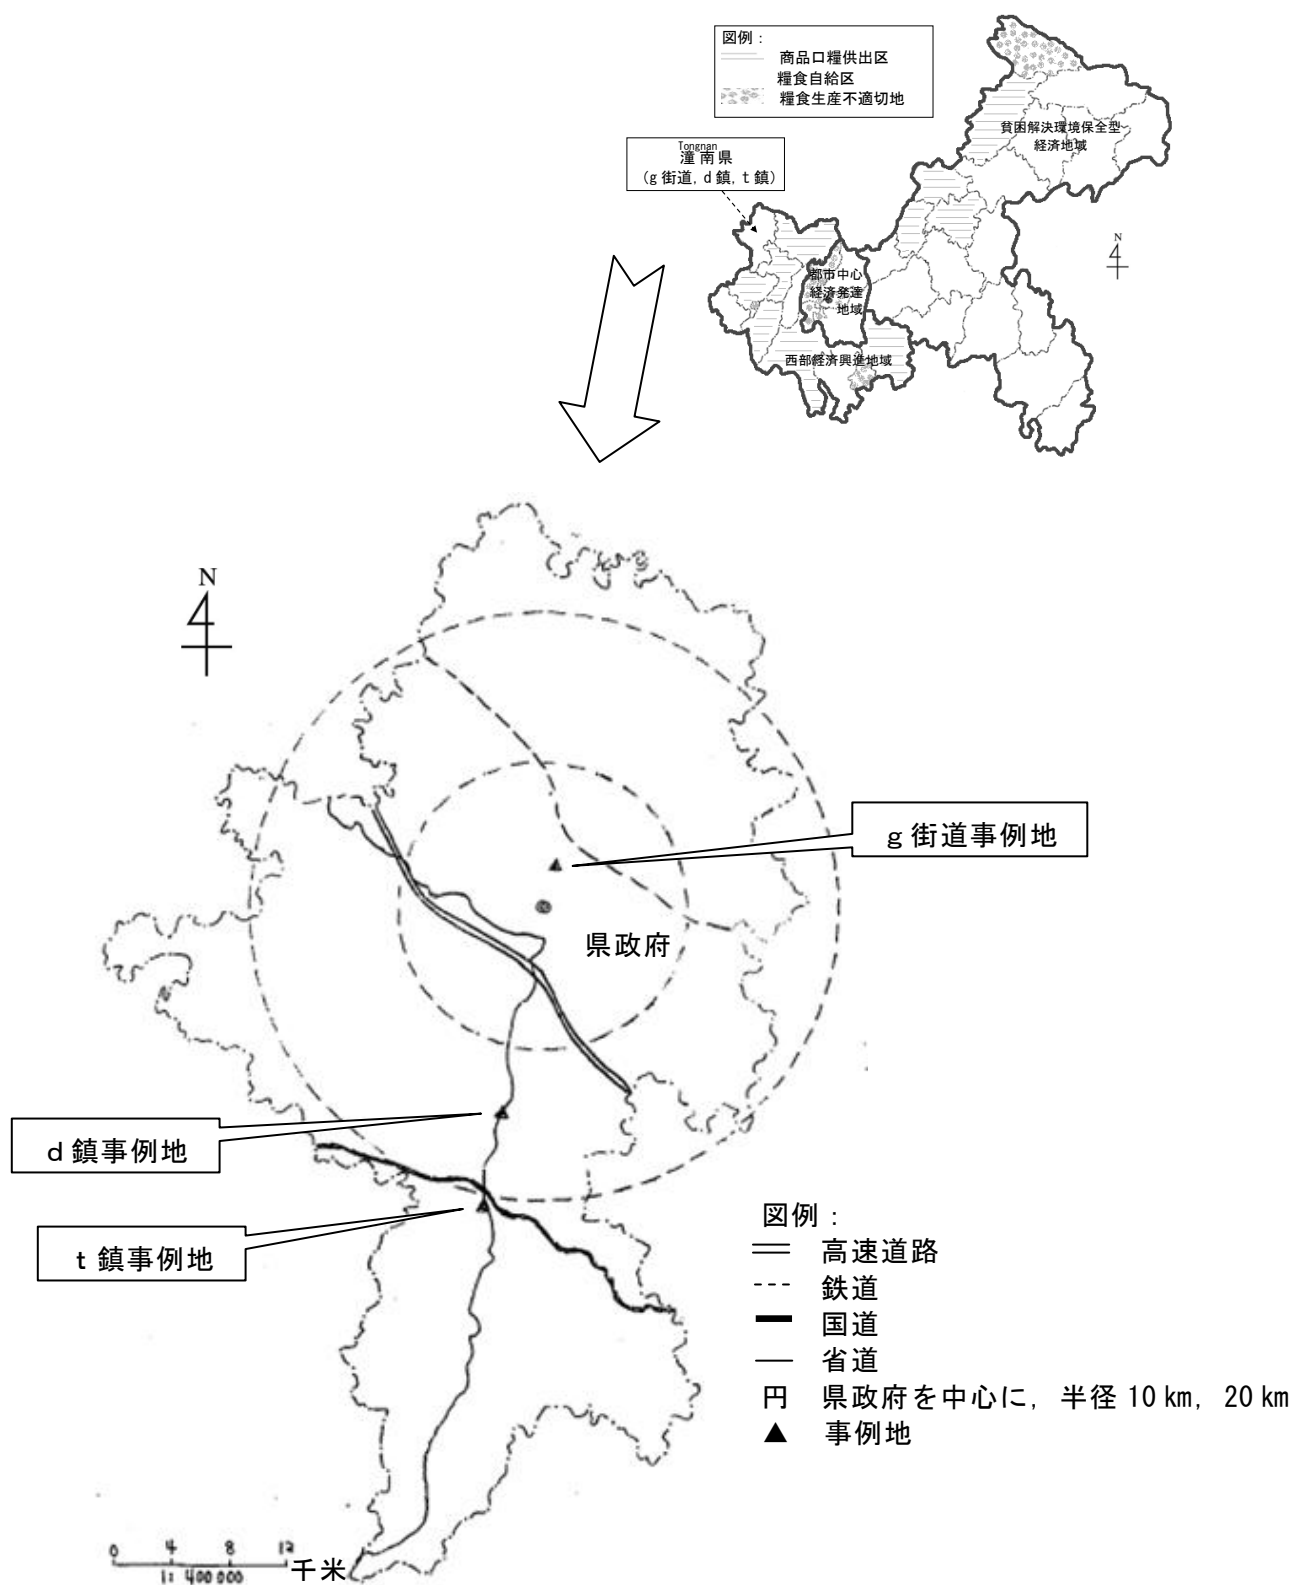 図例：
商品口糧供出区
糧食自給区
糧食生産不適切地
貧困解決環境保全型
経済地域
Tongnan
潼南県
（g 街道, d 鎮, t 鎮）
N
都市中心
経済発達
地域
西部経済興進地域
N
g 街道事例地
県政府
d 鎮事例地
t 鎮事例地
図例：
高速道路
鉄道
国道
省道
円 県政府を中心に, 半径 10 km, 20 km
▲ 事例地
0 4 8 12
千米
1: 400 000